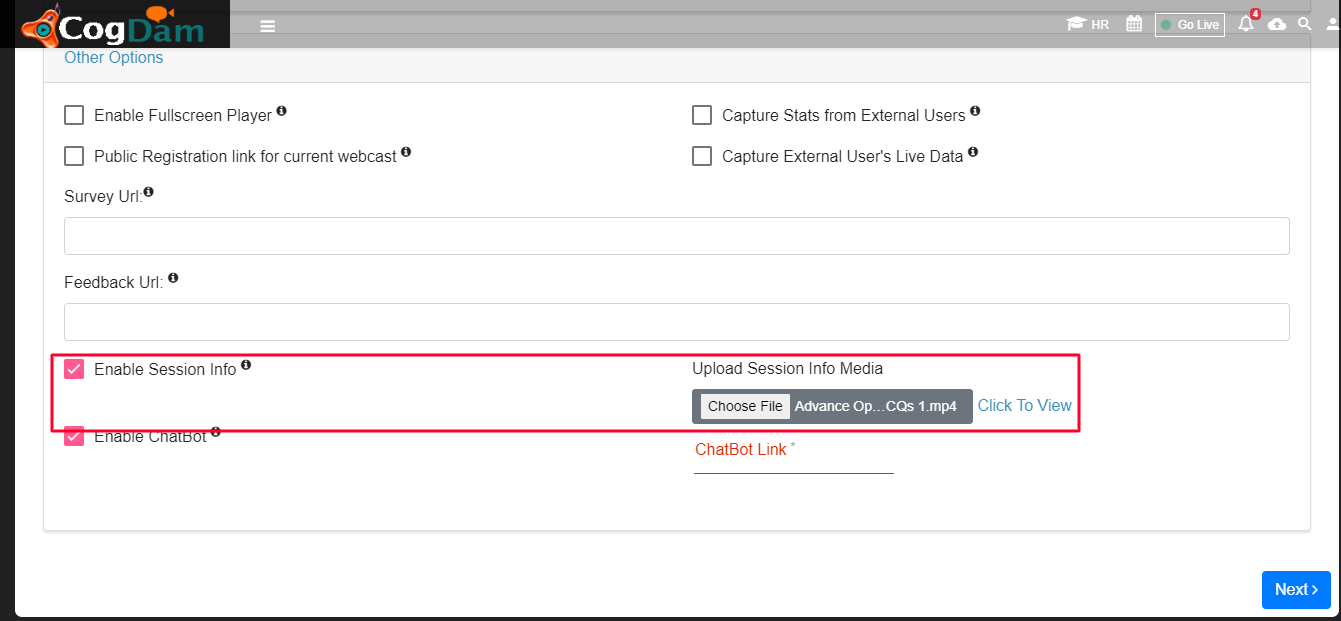 CogDam
HR
Go Live
4
Other Options
Enable Fullscreen Player
Capture Stats from External Users
Public Registration link for current webcast
Capture External User's Live Data
Survey Url:
Feedback Url:
Enable Session Info
Upload Session Info Media
Choose File Advance Op...CQs 1.mp4 Click To View
Enable ChatBot
ChatBot Link *
Next >